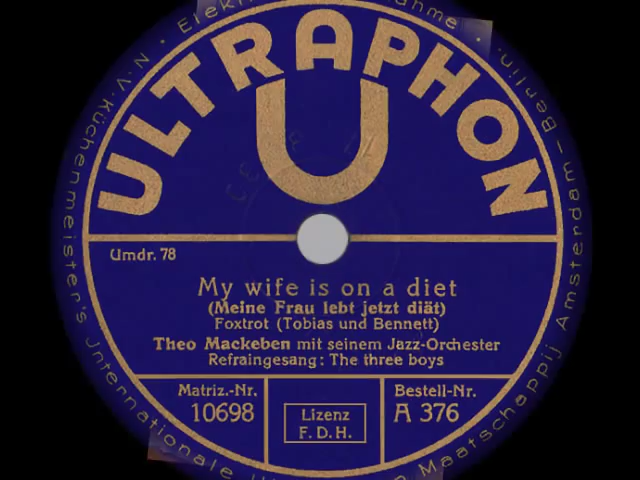 N.V. Küchenmeister's Internationale
Maatschappij Amsterdam – Berlin.
ULTRAPHON
U
Umdr. 78
My wife is on a diet
(Meine Frau lebt jetzt diät)
Foxtrot (Tobias und Bennett)
Theo Mackeben mit seinem Jazz-Orchester
Refraingesang: The three boys
Matriz.-Nr.
10698
Lizenz
F. D. H.
Bestell-Nr.
A 376